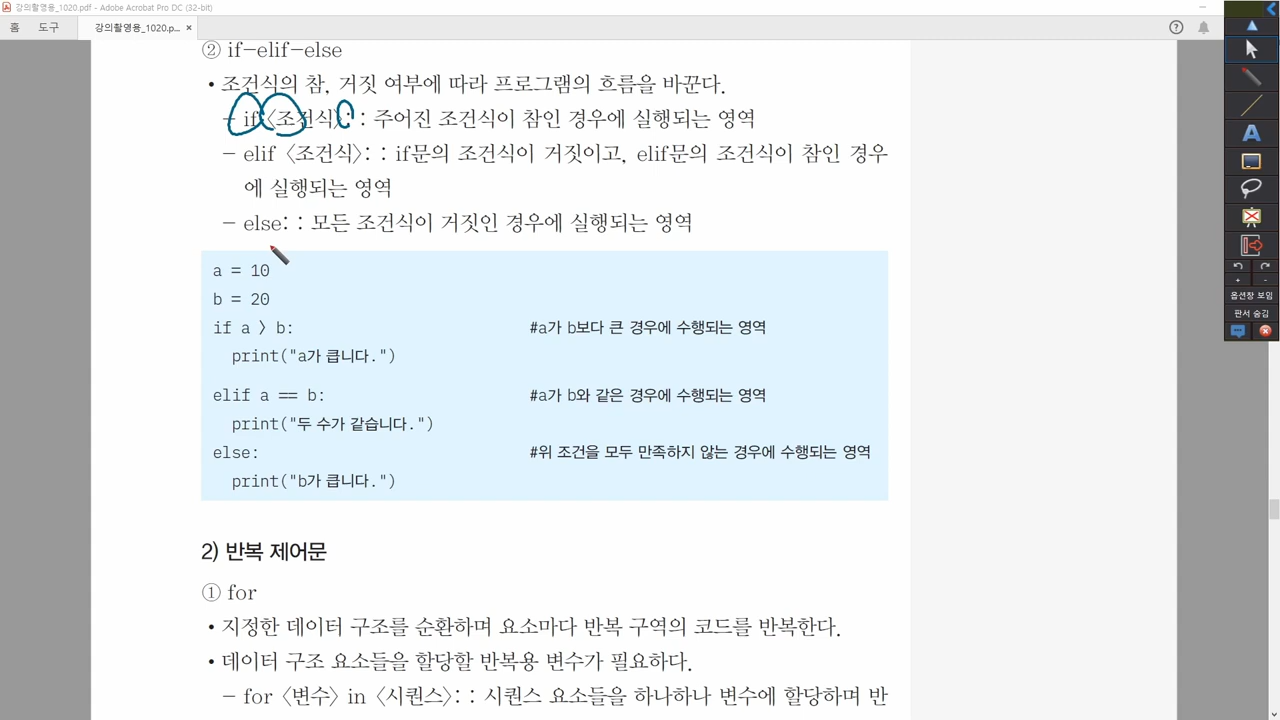 강의촬영용_1020.pdf - Adobe Acrobat Pro DC (32-bit)
홈 도구 강의촬영용_1020.p... ×
② if-elif-else
• 조건식의 참, 거짓 여부에 따라 프로그램의 흐름을 바꾼다.
- if 〈조건식〉: : 주어진 조건식이 참인 경우에 실행되는 영역
- elif 〈조건식〉: : if문의 조건식이 거짓이고, elif문의 조건식이 참인 경우
에 실행되는 영역
- else: : 모든 조건식이 거짓인 경우에 실행되는 영역
a = 10
b = 20
if a 〉 b: #a가 b보다 큰 경우에 수행되는 영역
print("a가 큽니다.")
elif a == b: #a가 b와 같은 경우에 수행되는 영역
print("두 수가 같습니다.")
else: #위 조건을 모두 만족하지 않는 경우에 수행되는 영역
print("b가 큽니다.")
2) 반복 제어문
① for
• 지정한 데이터 구조를 순환하며 요소마다 반복 구역의 코드를 반복한다.
• 데이터 구조 요소들을 할당할 반복용 변수가 필요하다.
- for 〈변수〉 in 〈시퀀스〉: : 시퀀스 요소들을 하나하나 변수에 할당하며 반
A
+ -
옵션창 보임
판서 숨김